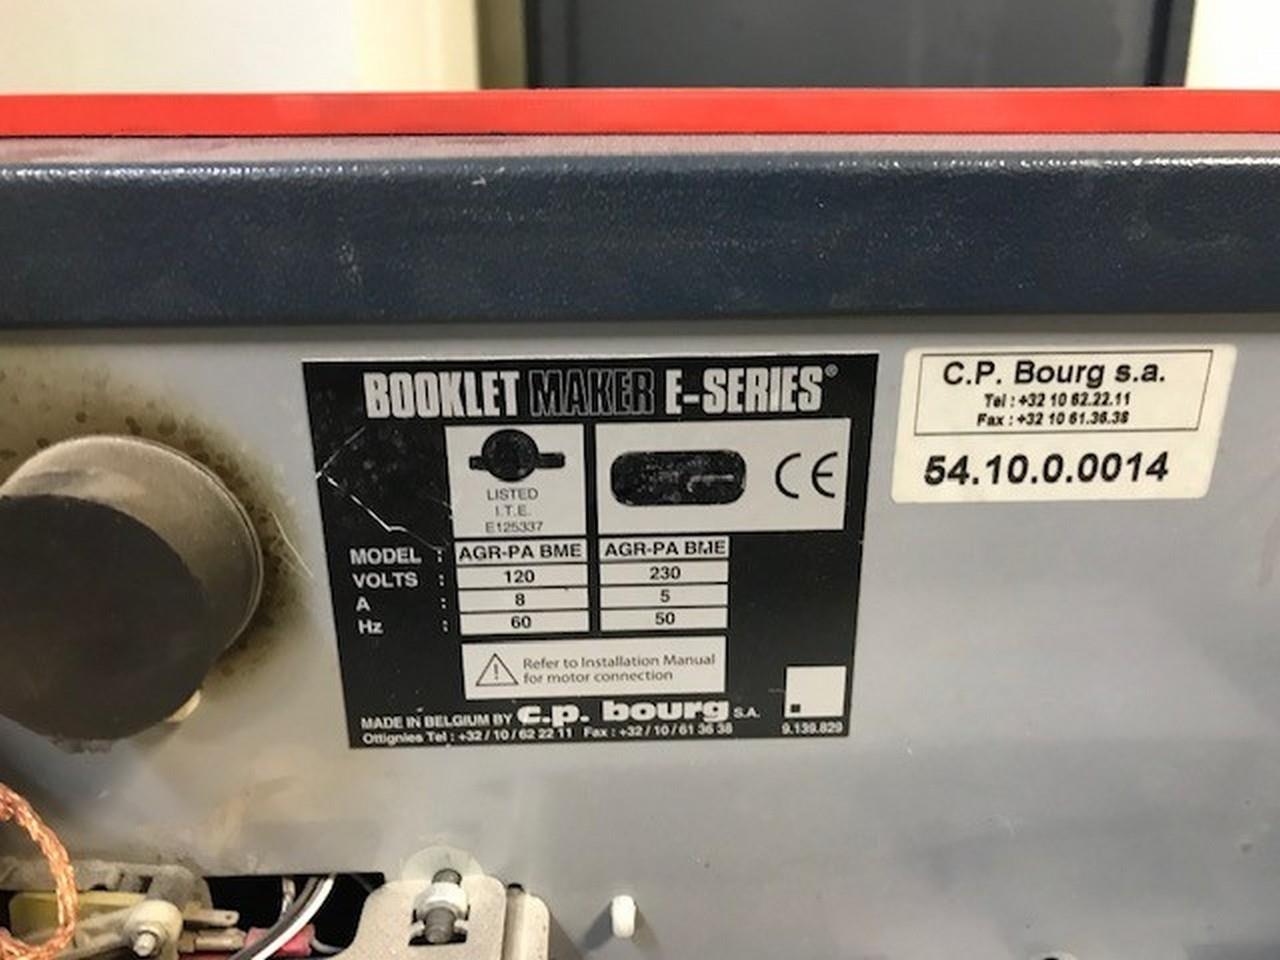 BOOKLET MAKER E-SERIES®
LISTED
I.T.E.
E125337
CE
MODEL : AGR-PA BME AGR-PA BME
VOLTS : 120 230
A : 8 5
Hz : 60 50
Refer to Installation Manual
for motor connection
MADE IN BELGIUM BY c.p. bourg S.A.
Ottignies Tel : +32 / 10 / 62 22 11 Fax : +32 / 10 / 61 36 38
9.139.829
C.P. Bourg s.a.
Tel : +32 10 62.22.11
Fax : +32 10 61.36.38
54.10.0.0014